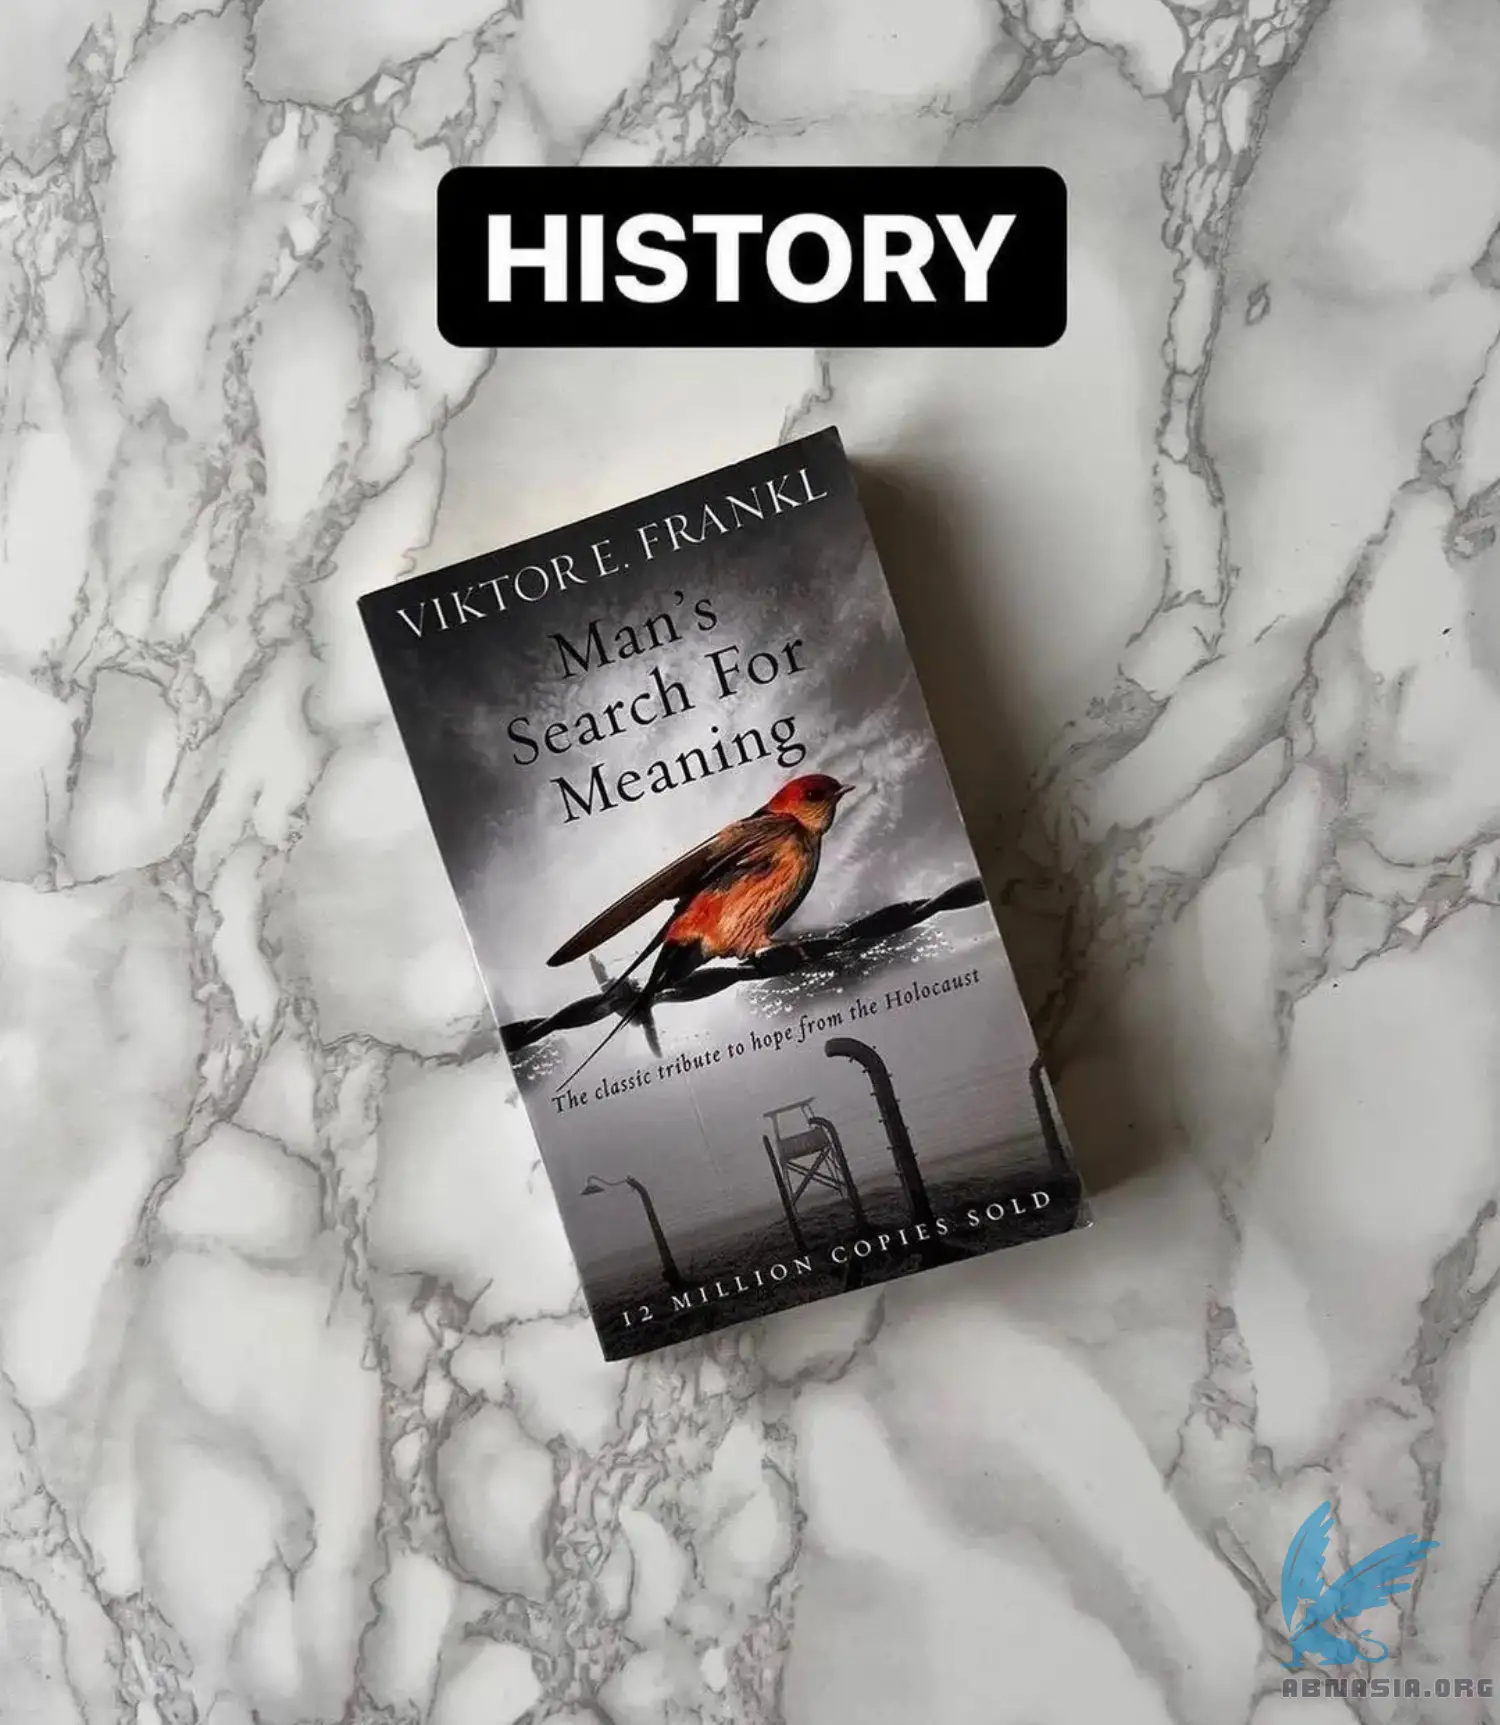 HISTORY
VIKTOR E. FRANKL
Man's
Search For
Meaning
The classic tribute to hope from the Holocaust
12 MILLION COPIES SOLD
ABNASIA.ORG